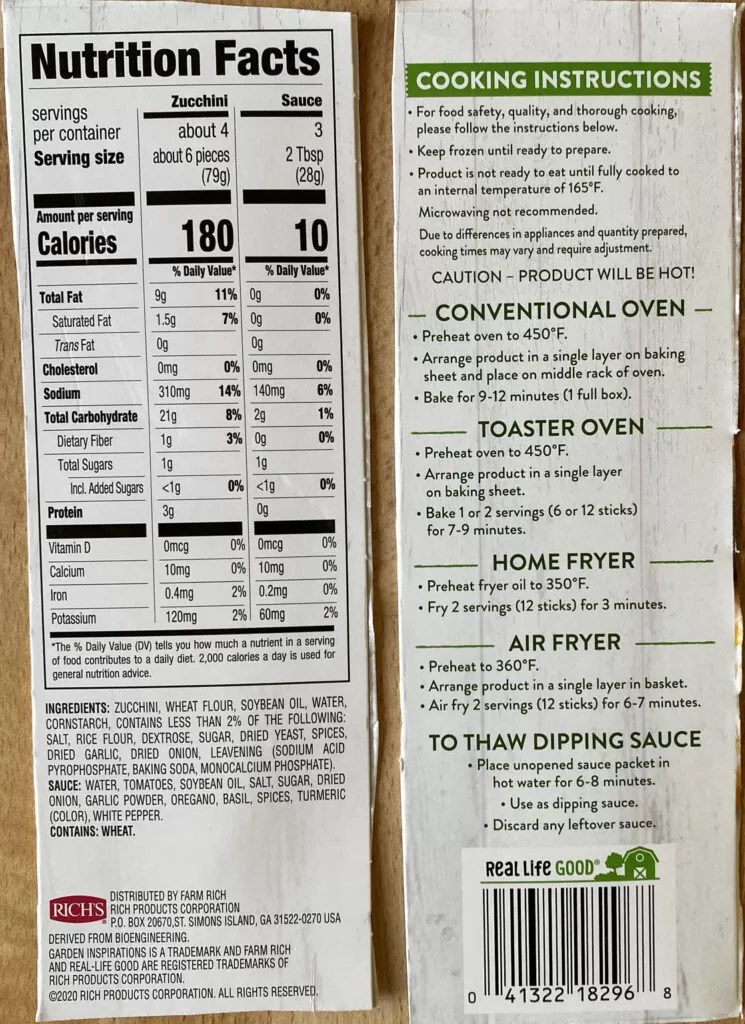 Nutrition Facts
Zucchini Sauce
servings
per container about 4 3
Serving size about 6 pieces 2 Tbsp
(79g) (28g)
Amount per serving
Calories 180 10
% Daily Value* % Daily Value*
Total Fat 9g 11% 0g 0%
Saturated Fat 1.5g 7% 0g 0%
Trans Fat 0g 0g
Cholesterol 0mg 0% 0mg 0%
Sodium 310mg 14% 140mg 6%
Total Carbohydrate 21g 8% 2g 1%
Dietary Fiber 1g 3% 0g 0%
Total Sugars 1g 1g
Incl. Added Sugars <1g 0% <1g 0%
Protein 3g 0g
Vitamin D 0mcg 0% 0mcg 0%
Calcium 10mg 0% 10mg 0%
Iron 0.4mg 2% 0.2mg 0%
Potassium 120mg 2% 60mg 2%
*The % Daily Value (DV) tells you how much a nutrient in a serving
of food contributes to a daily diet. 2,000 calories a day is used for
general nutrition advice.
INGREDIENTS: ZUCCHINI, WHEAT FLOUR, SOYBEAN OIL, WATER,
CORNSTARCH, CONTAINS LESS THAN 2% OF THE FOLLOWING:
SALT, RICE FLOUR, DEXTROSE, SUGAR, DRIED YEAST, SPICES,
DRIED GARLIC, DRIED ONION, LEAVENING (SODIUM ACID
PYROPHOSPHATE, BAKING SODA, MONOCALCIUM PHOSPHATE).
SAUCE: WATER, TOMATOES, SOYBEAN OIL, SALT, SUGAR, DRIED
ONION, GARLIC POWDER, OREGANO, BASIL, SPICES, TURMERIC
(COLOR), WHITE PEPPER.
CONTAINS: WHEAT.
RICH'S
DISTRIBUTED BY FARM RICH
RICH PRODUCTS CORPORATION
P.O. BOX 20670,ST. SIMONS ISLAND, GA 31522-0270 USA
DERIVED FROM BIOENGINEERING.
GARDEN INSPIRATIONS IS A TRADEMARK AND FARM RICH
AND REAL-LIFE GOOD ARE REGISTERED TRADEMARKS OF
RICH PRODUCTS CORPORATION.
©2020 RICH PRODUCTS CORPORATION. ALL RIGHTS RESERVED.
COOKING INSTRUCTIONS
• For food safety, quality, and thorough cooking,
please follow the instructions below.
• Keep frozen until ready to prepare.
• Product is not ready to eat until fully cooked to
an internal temperature of 165°F.
Microwaving not recommended.
Due to differences in appliances and quantity prepared,
cooking times may vary and require adjustment.
CAUTION – PRODUCT WILL BE HOT!
CONVENTIONAL OVEN
• Preheat oven to 450°F.
• Arrange product in a single layer on baking
sheet and place on middle rack of oven.
• Bake for 9-12 minutes (1 full box).
TOASTER OVEN
• Preheat oven to 450°F.
• Arrange product in a single layer
on baking sheet.
• Bake 1 or 2 servings (6 or 12 sticks)
for 7-9 minutes.
HOME FRYER
• Preheat fryer oil to 350°F.
• Fry 2 servings (12 sticks) for 3 minutes.
AIR FRYER
• Preheat to 360°F.
• Arrange product in a single layer in basket.
• Air fry 2 servings (12 sticks) for 6-7 minutes.
TO THAW DIPPING SAUCE
• Place unopened sauce packet in
hot water for 6-8 minutes.
• Use as dipping sauce.
• Discard any leftover sauce.
Real Life GOOD®
0 41322 18296 8